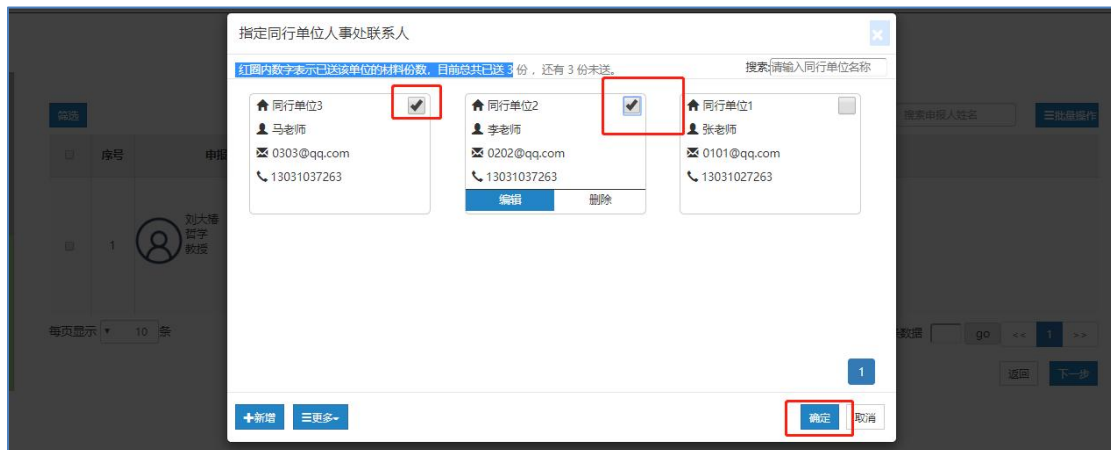 指定同行单位人事处联系人
×
红圈内数字表示已送该单位的材料份数，目前总共已送 3 份，还有 3 份未送。
搜索:请输入同行单位名称
同行单位3
马老师
0303@qq.com
13031037263
同行单位2
李老师
0202@qq.com
13031037263
编辑 删除
同行单位1
张老师
0101@qq.com
13031027263
1
+新增 更多
确定 取消
筛选
搜索申报人姓名
批量操作
序号 申报
1
刘大椿
哲学
教授
每页显示 10 条
条数据 go << 1 >>
返回 下一步